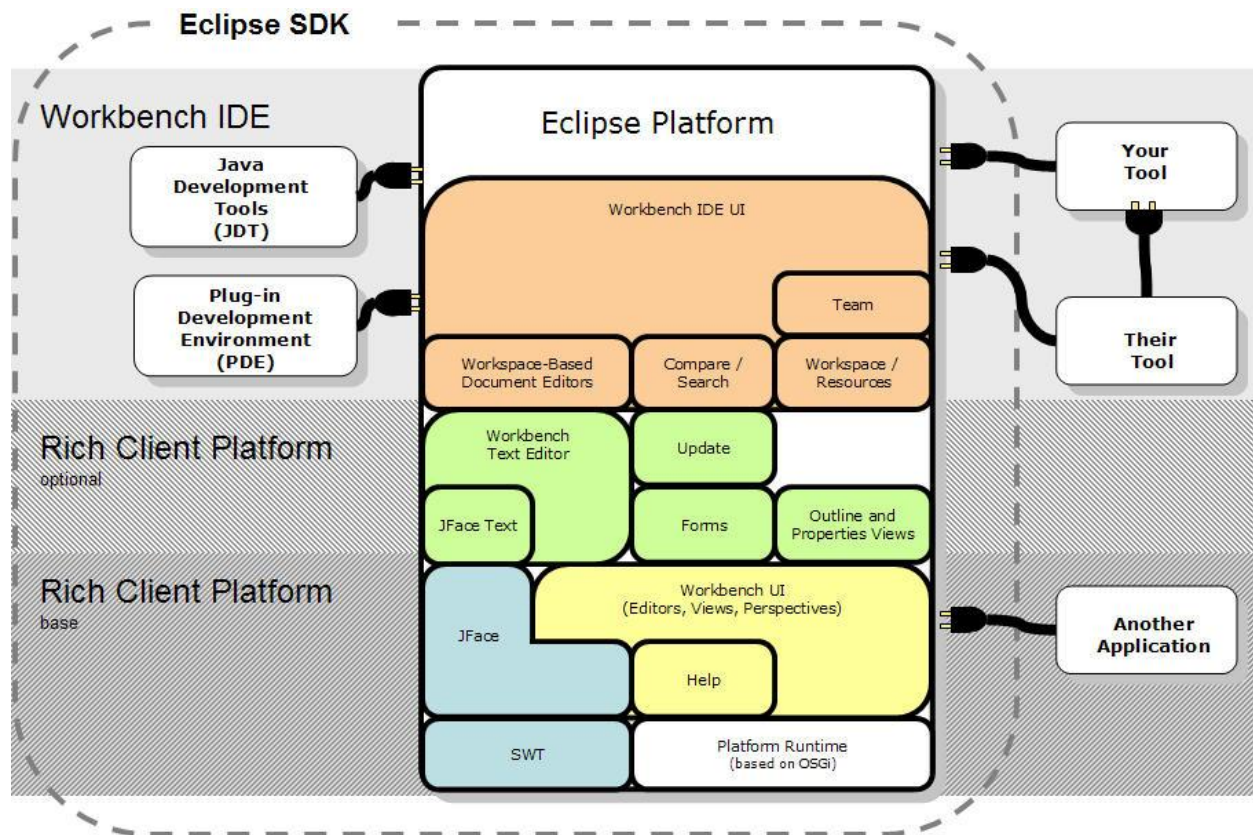 Eclipse SDK
Workbench IDE
Eclipse Platform
Java
Development
Tools
(JDT)
Your
Tool
Workbench IDE UI
Plug-in
Development
Environment
(PDE)
Team
Their
Tool
Workspace-Based
Document Editors
Compare /
Search
Workspace /
Resources
Rich Client Platform
optional
Workbench
Text Editor
Update
JFace Text
Forms
Outline and
Properties Views
Rich Client Platform
base
Workbench UI
(Editors, Views, Perspectives)
JFace
Help
Another
Application
SWT
Platform Runtime
(based on OSGi)